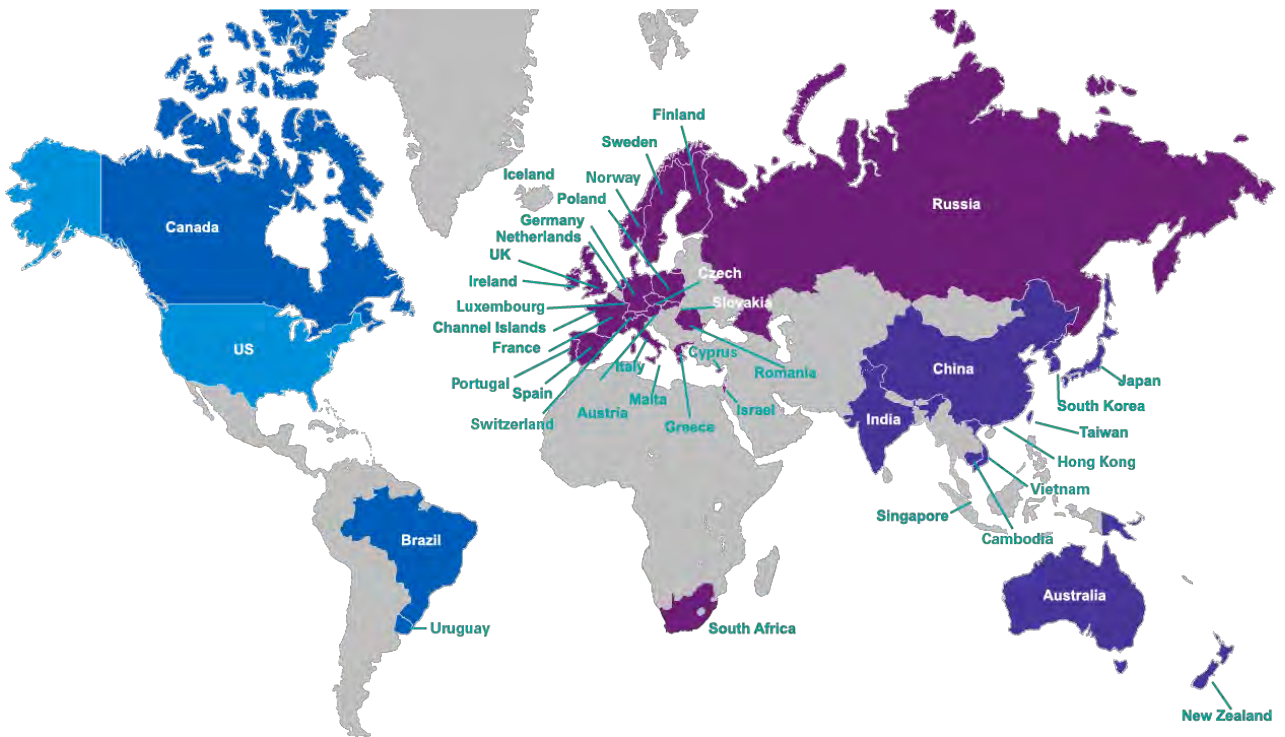 Finland
Sweden
Iceland
Norway
Poland
Germany
Netherlands
UK
Ireland
Luxembourg
Channel Islands
France
Portugal
Spain
Switzerland
Austria
Italy
Malta
Greece
Cyprus
Israel
Romania
Czech
Slovakia
Russia
Canada
US
Brazil
Uruguay
South Africa
China
India
Japan
South Korea
Taiwan
Hong Kong
Vietnam
Singapore
Cambodia
Australia
New Zealand